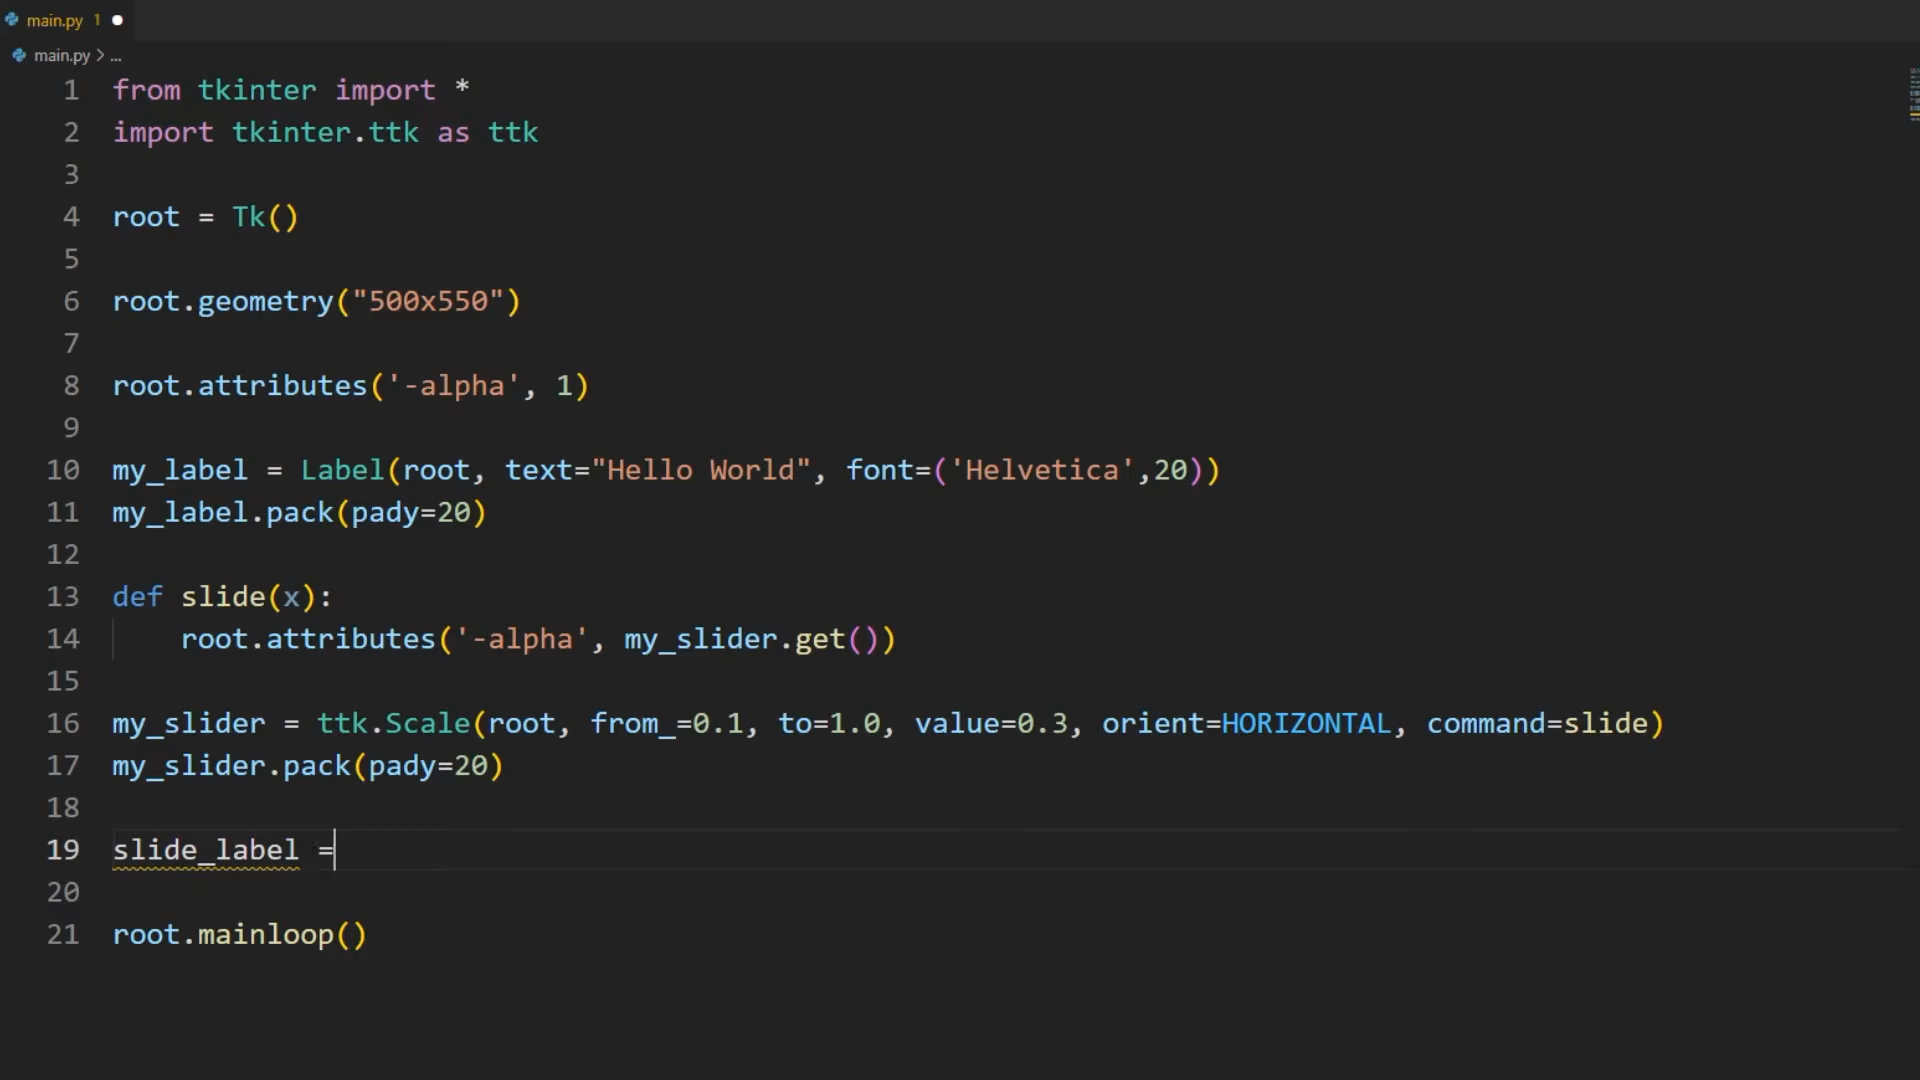 main.py 1
main.py > ...
1 from tkinter import *
2 import tkinter.ttk as ttk
3
4 root = Tk()
5
6 root.geometry("500x550")
7
8 root.attributes('-alpha', 1)
9
10 my_label = Label(root, text="Hello World", font=('Helvetica',20))
11 my_label.pack(pady=20)
12
13 def slide(x):
14     root.attributes('-alpha', my_slider.get())
15
16 my_slider = ttk.Scale(root, from_=0.1, to=1.0, value=0.3, orient=HORIZONTAL, command=slide)
17 my_slider.pack(pady=20)
18
19 slide_label =
20
21 root.mainloop()